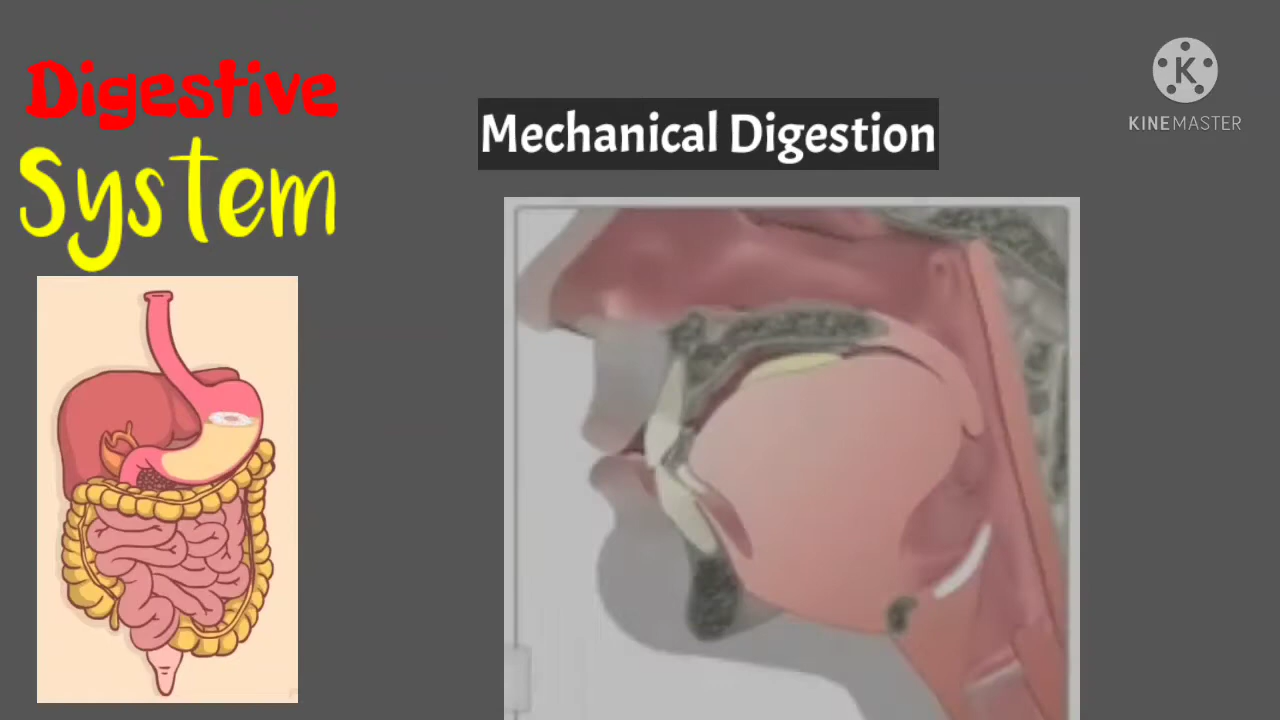 Digestive
System
Mechanical Digestion
K
KINEMASTER